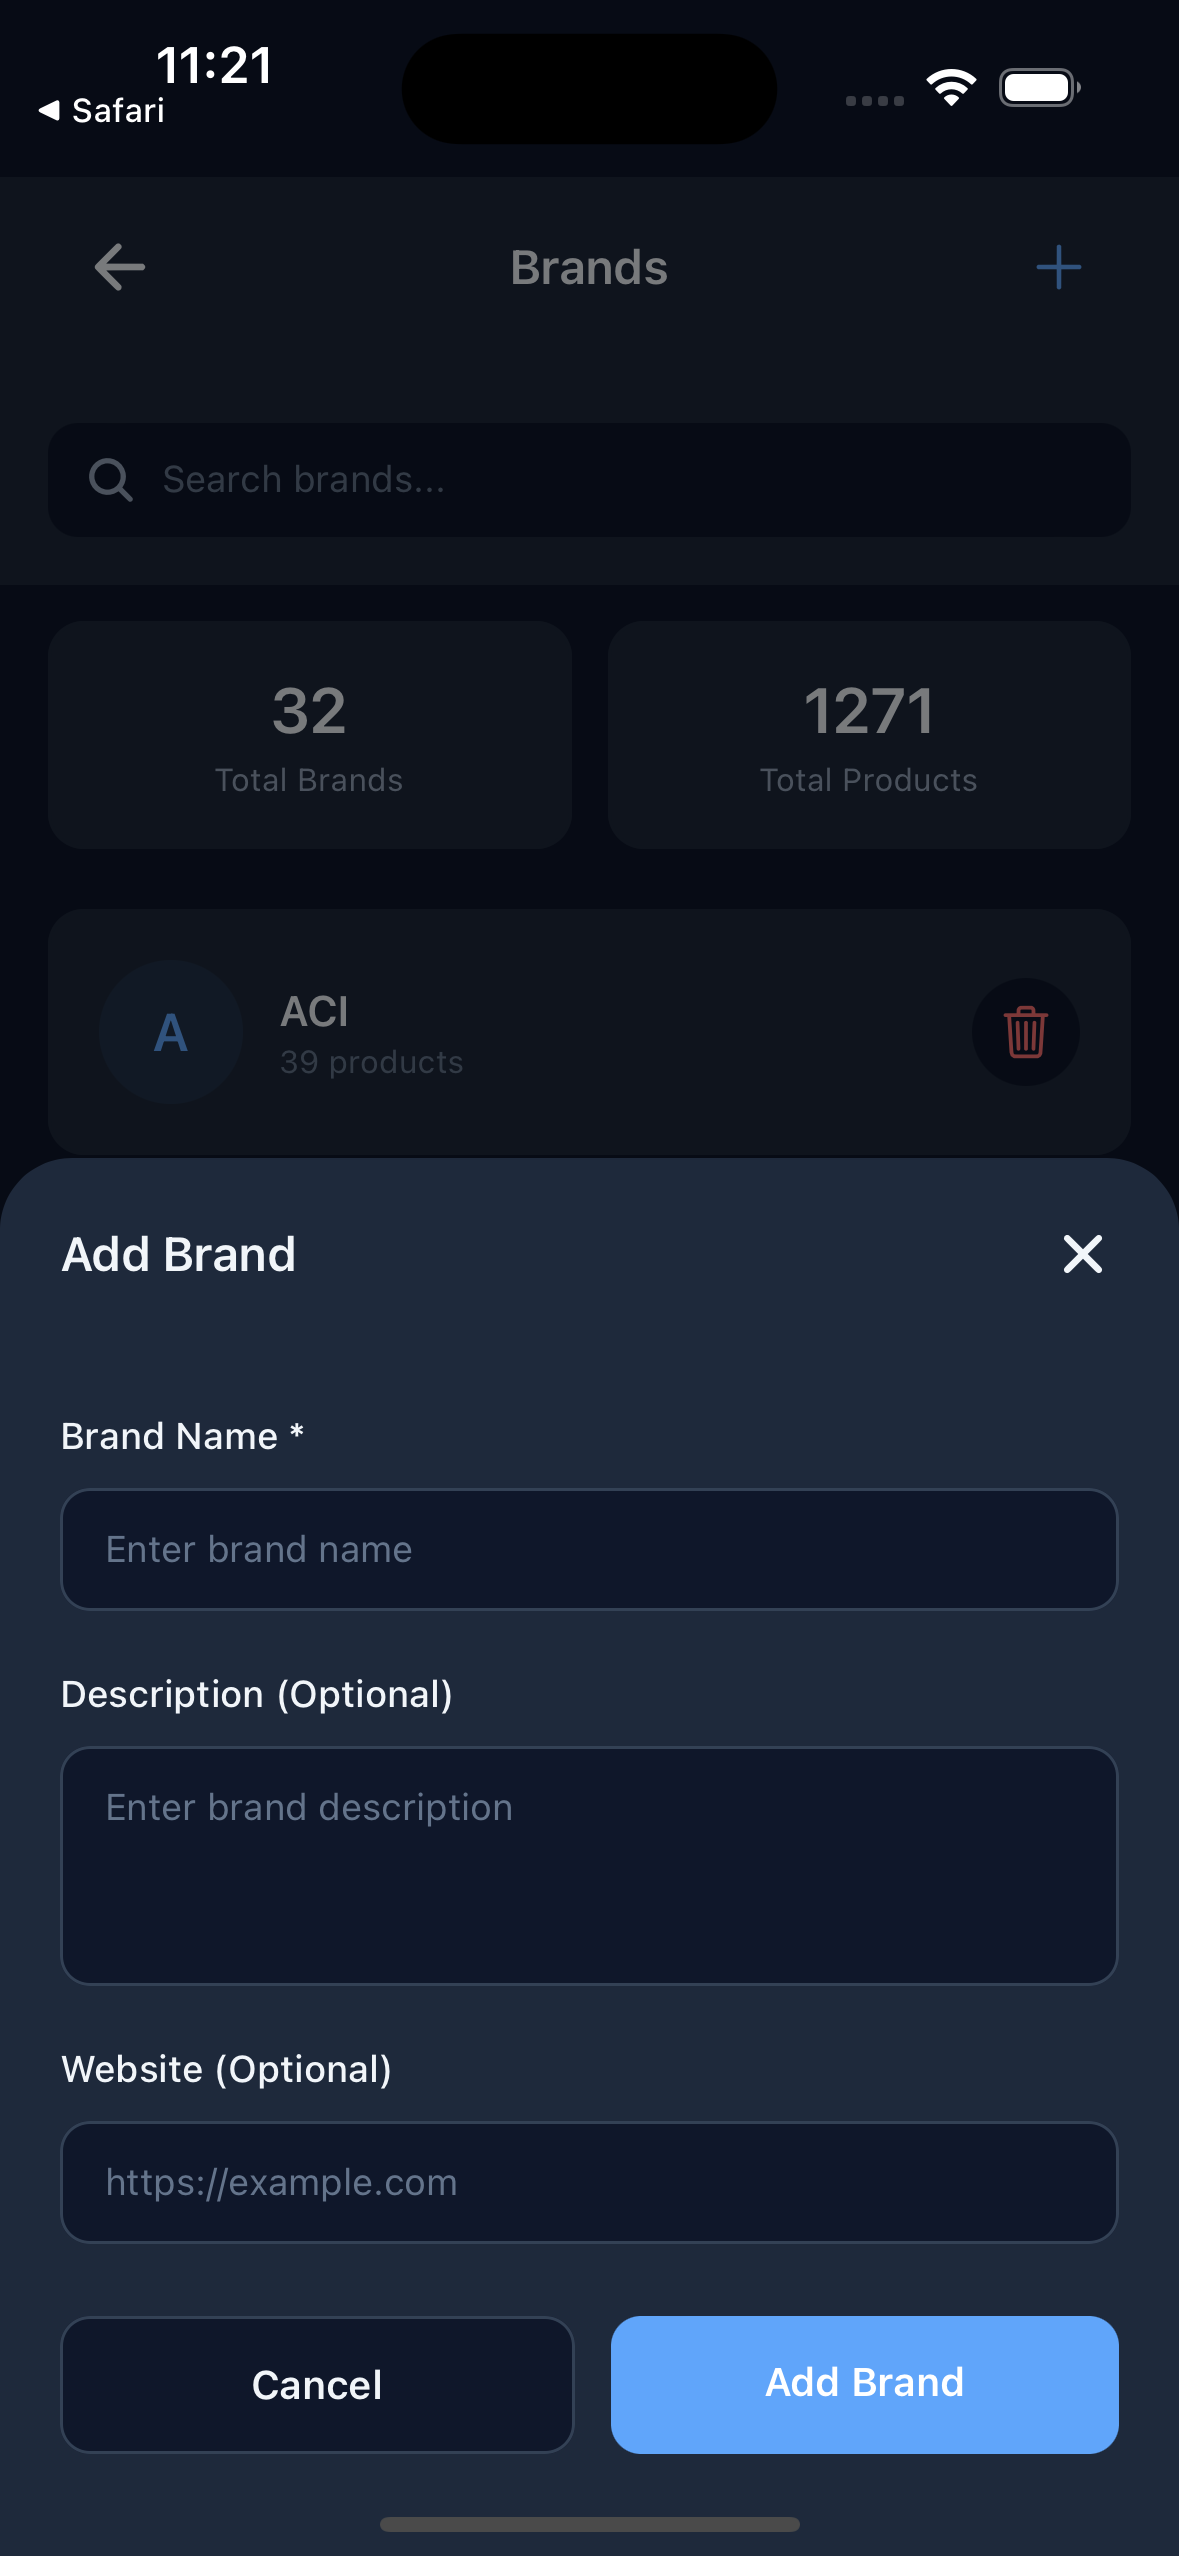 11:21
Safari
Brands
Search brands...
32
Total Brands
1271
Total Products
A
ACI
39 products
Add Brand
Brand Name *
Enter brand name
Description (Optional)
Enter brand description
Website (Optional)
https://example.com
Cancel
Add Brand